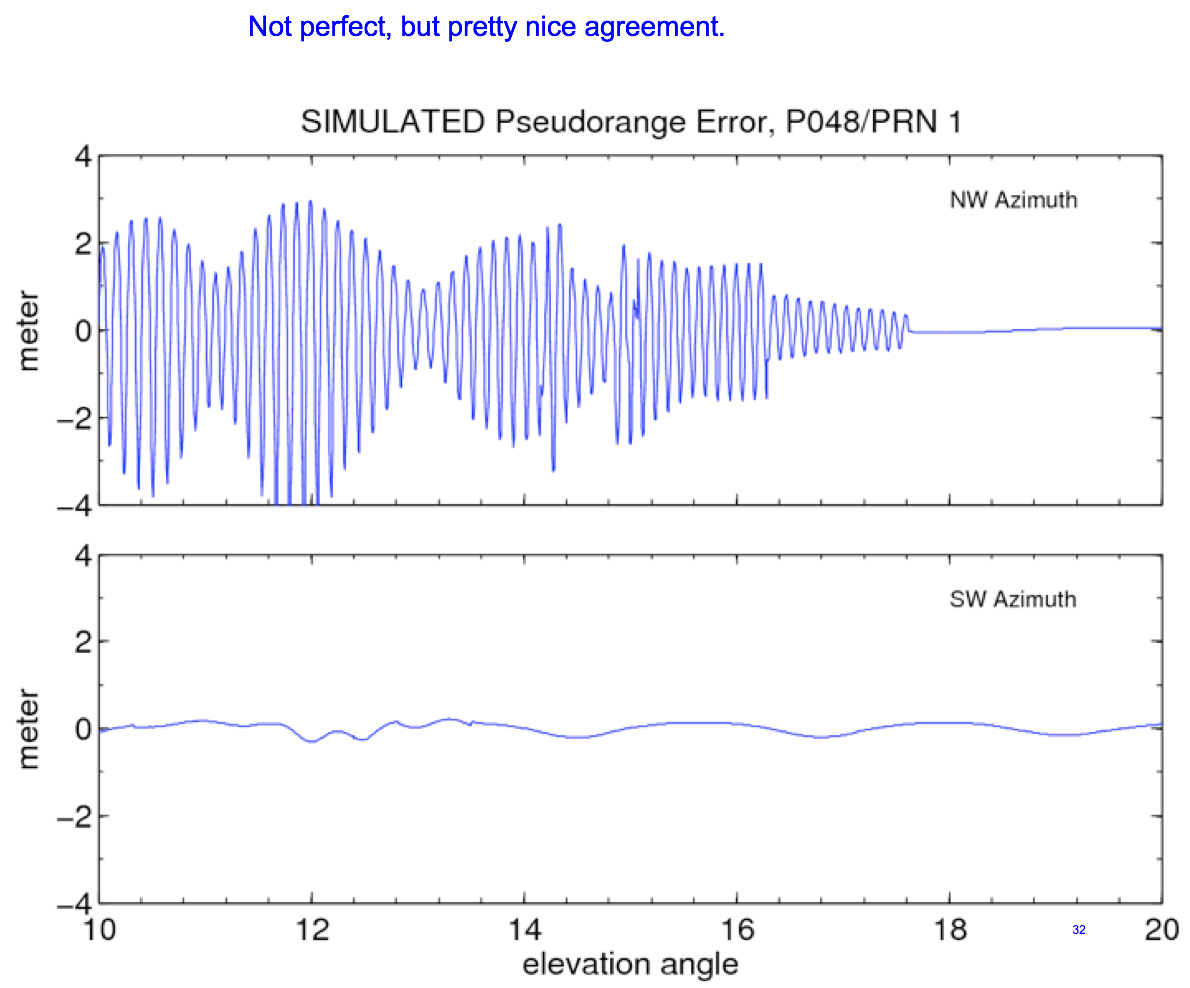 Not perfect, but pretty nice agreement.
SIMULATED Pseudorange Error, P048/PRN 1
4
2
0
−2
−4
meter
NW Azimuth
4
2
0
−2
−4
meter
SW Azimuth
10 12 14 16 18 20
32
elevation angle